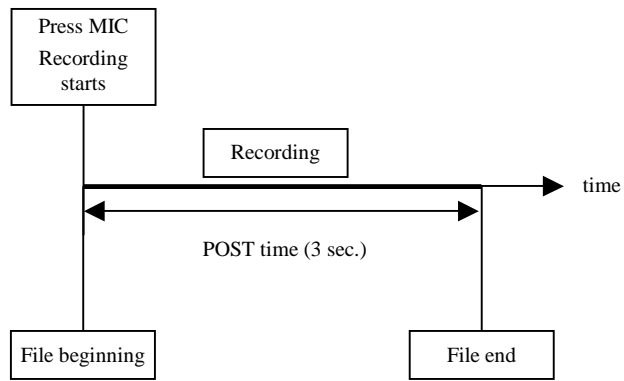 Press MIC
Recording
starts
Recording
time
POST time (3 sec.)
File beginning
File end